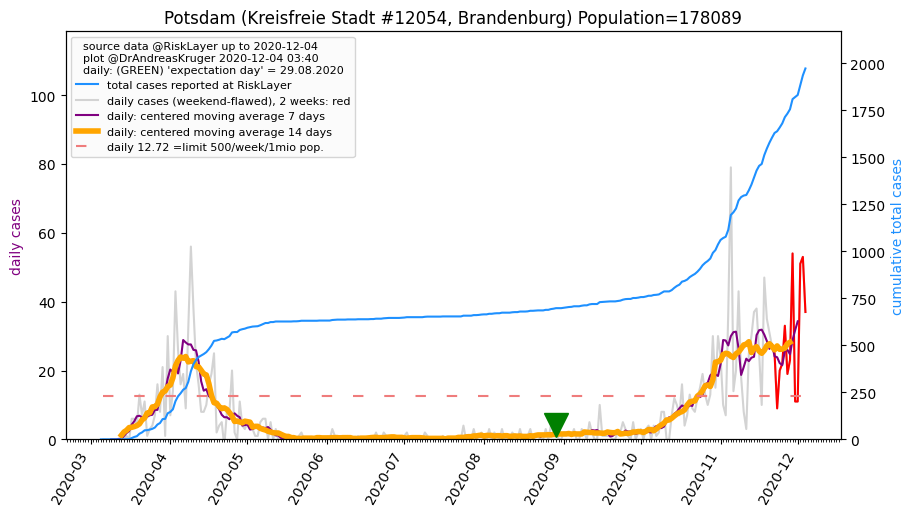 Potsdam (Kreisfreie Stadt #12054, Brandenburg) Population=178089
source data @RiskLayer up to 2020-12-04
plot @DrAndreasKruger 2020-12-04 03:40
daily: (GREEN) 'expectation day' = 29.08.2020
total cases reported at RiskLayer
daily cases (weekend-flawed), 2 weeks: red
daily: centered moving average 7 days
daily: centered moving average 14 days
daily 12.72 =limit 500/week/1mio pop.
daily cases
100
80
60
40
20
0
cumulative total cases
2000
1750
1500
1250
1000
750
500
250
0
2020-03
2020-04
2020-05
2020-06
2020-07
2020-08
2020-09
2020-10
2020-11
2020-12